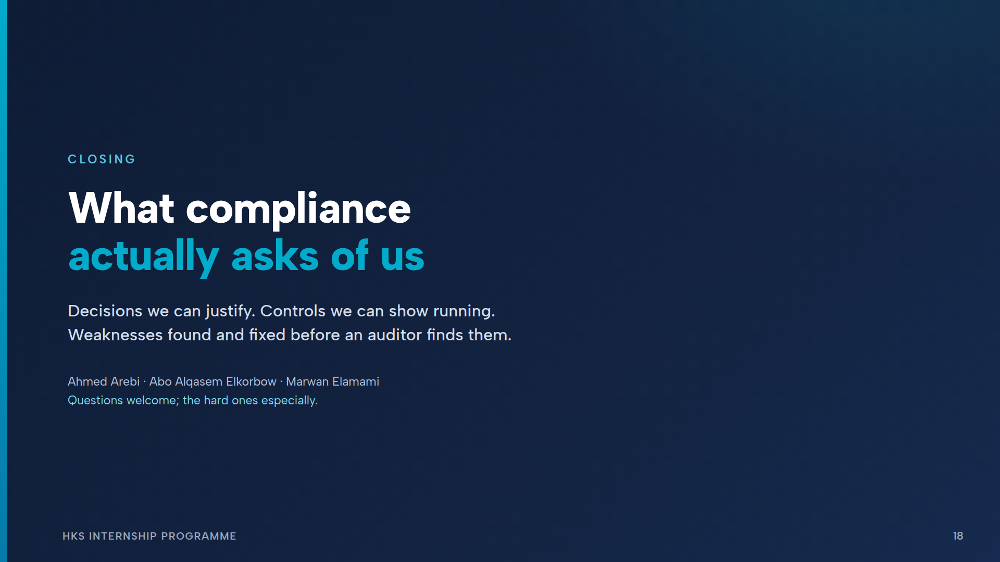 CLOSING
What compliance
actually asks of us
Decisions we can justify. Controls we can show running.
Weaknesses found and fixed before an auditor finds them.
Ahmed Arebi · Abo Alqasem Elkorbow · Marwan Elamami
Questions welcome; the hard ones especially.
HKS INTERNSHIP PROGRAMME
18